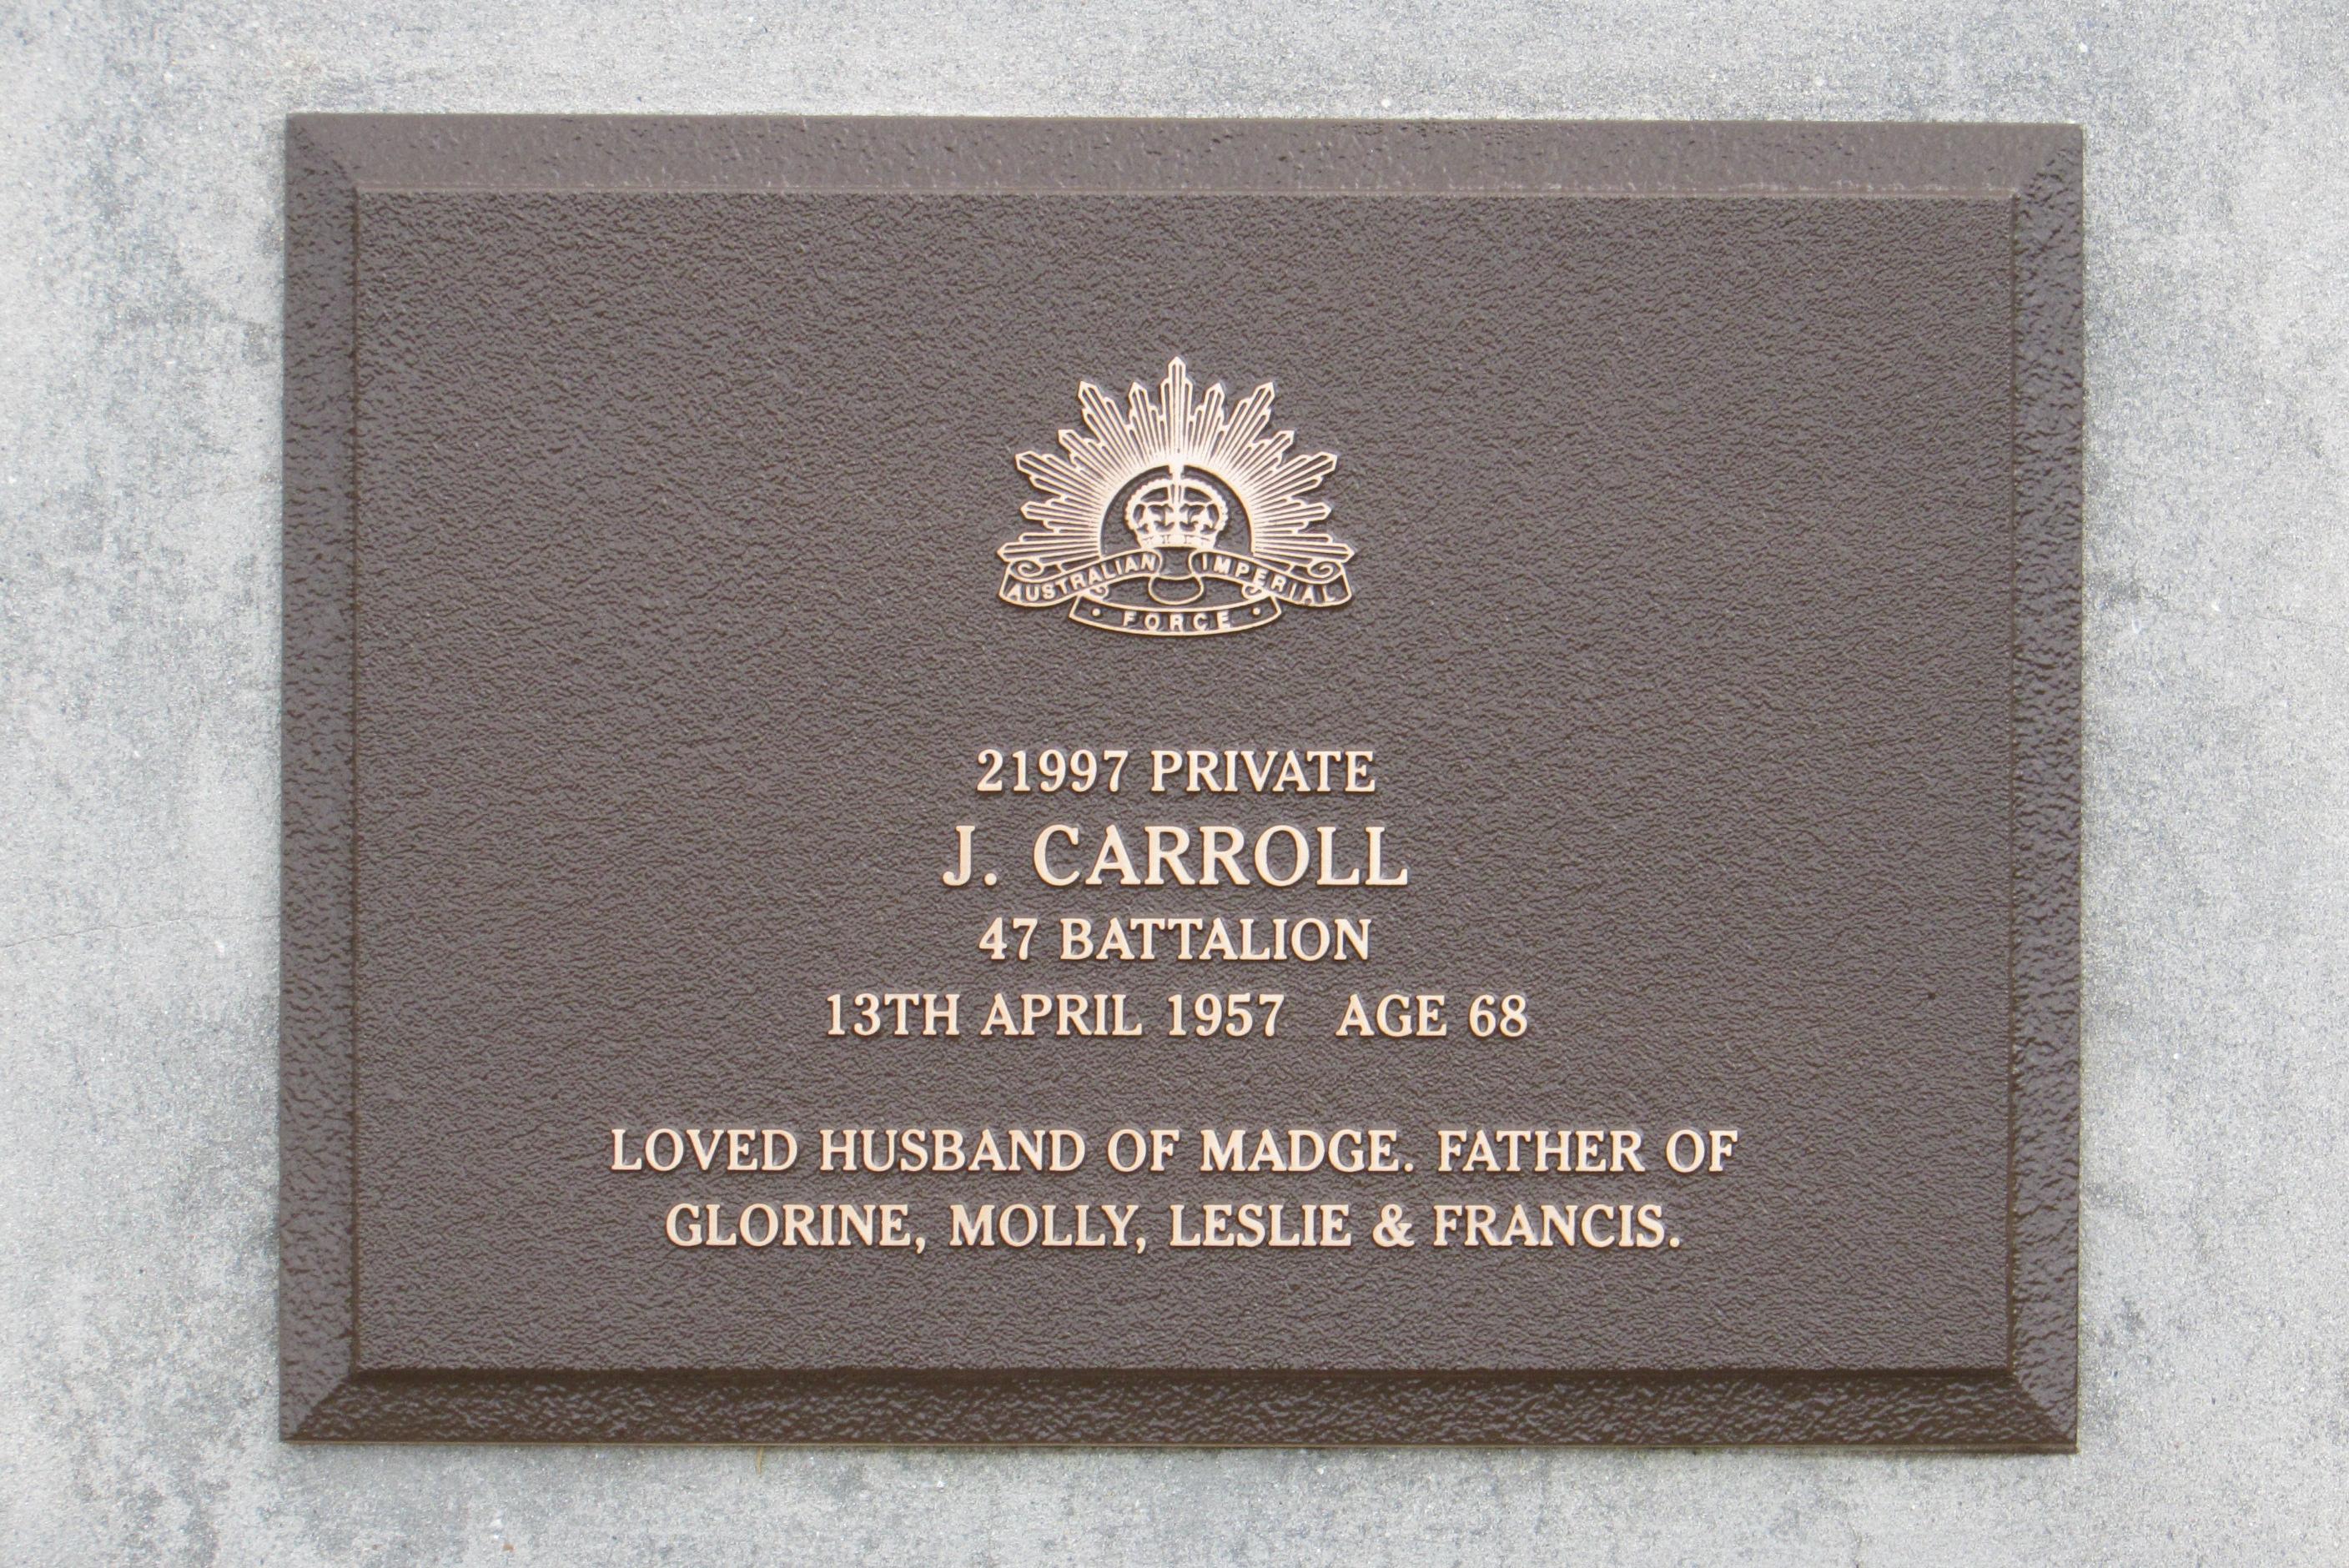 AUSTRALIAN IMPERIAL
FORCE
21997 PRIVATE
J. CARROLL
47 BATTALION
13TH APRIL 1957 AGE 68
LOVED HUSBAND OF MADGE. FATHER OF
GLORINE, MOLLY, LESLIE & FRANCIS.